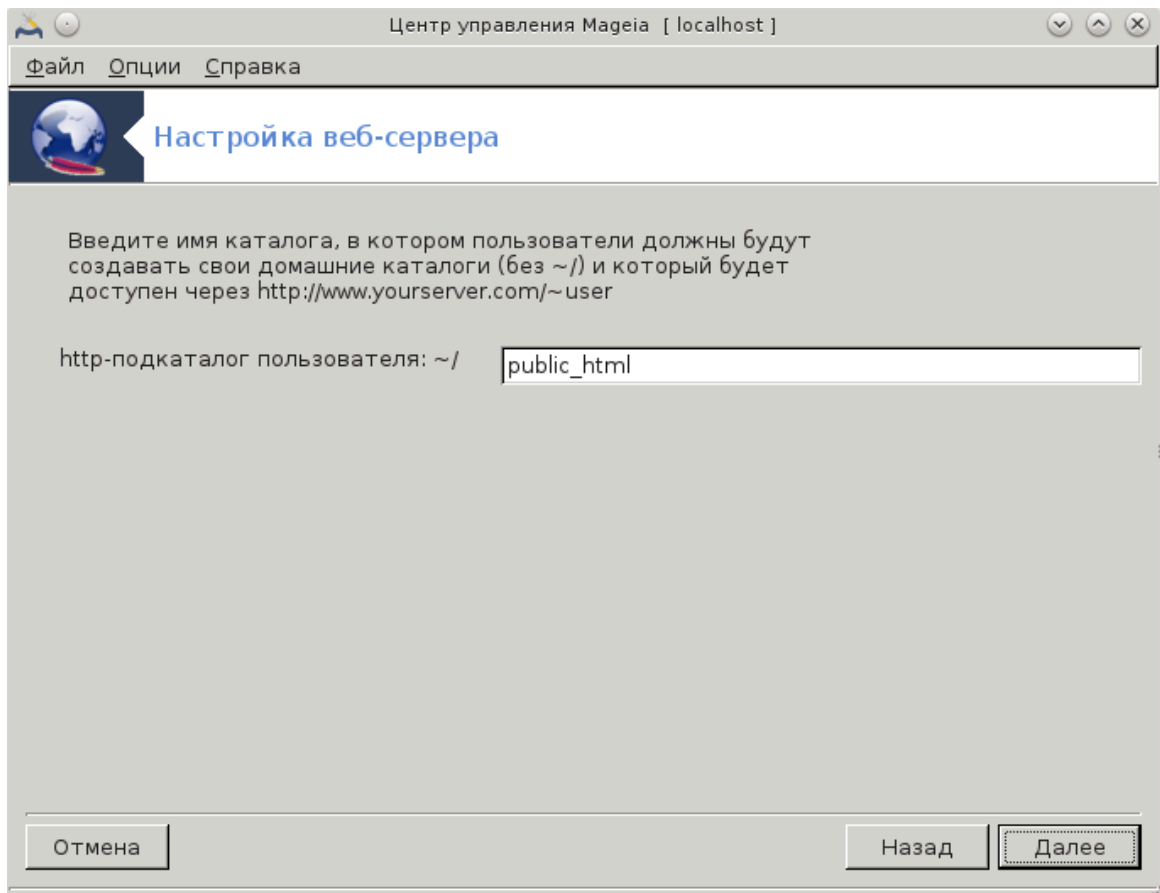 Центр управления Mageia [ localhost ]
Файл Опции Справка
Настройка веб-сервера
Введите имя каталога, в котором пользователи должны будут
создавать свои домашние каталоги (без ~/) и который будет
доступен через http://www.yourserver.com/~user
http-подкаталог пользователя: ~/ public_html
Отмена Назад Далее